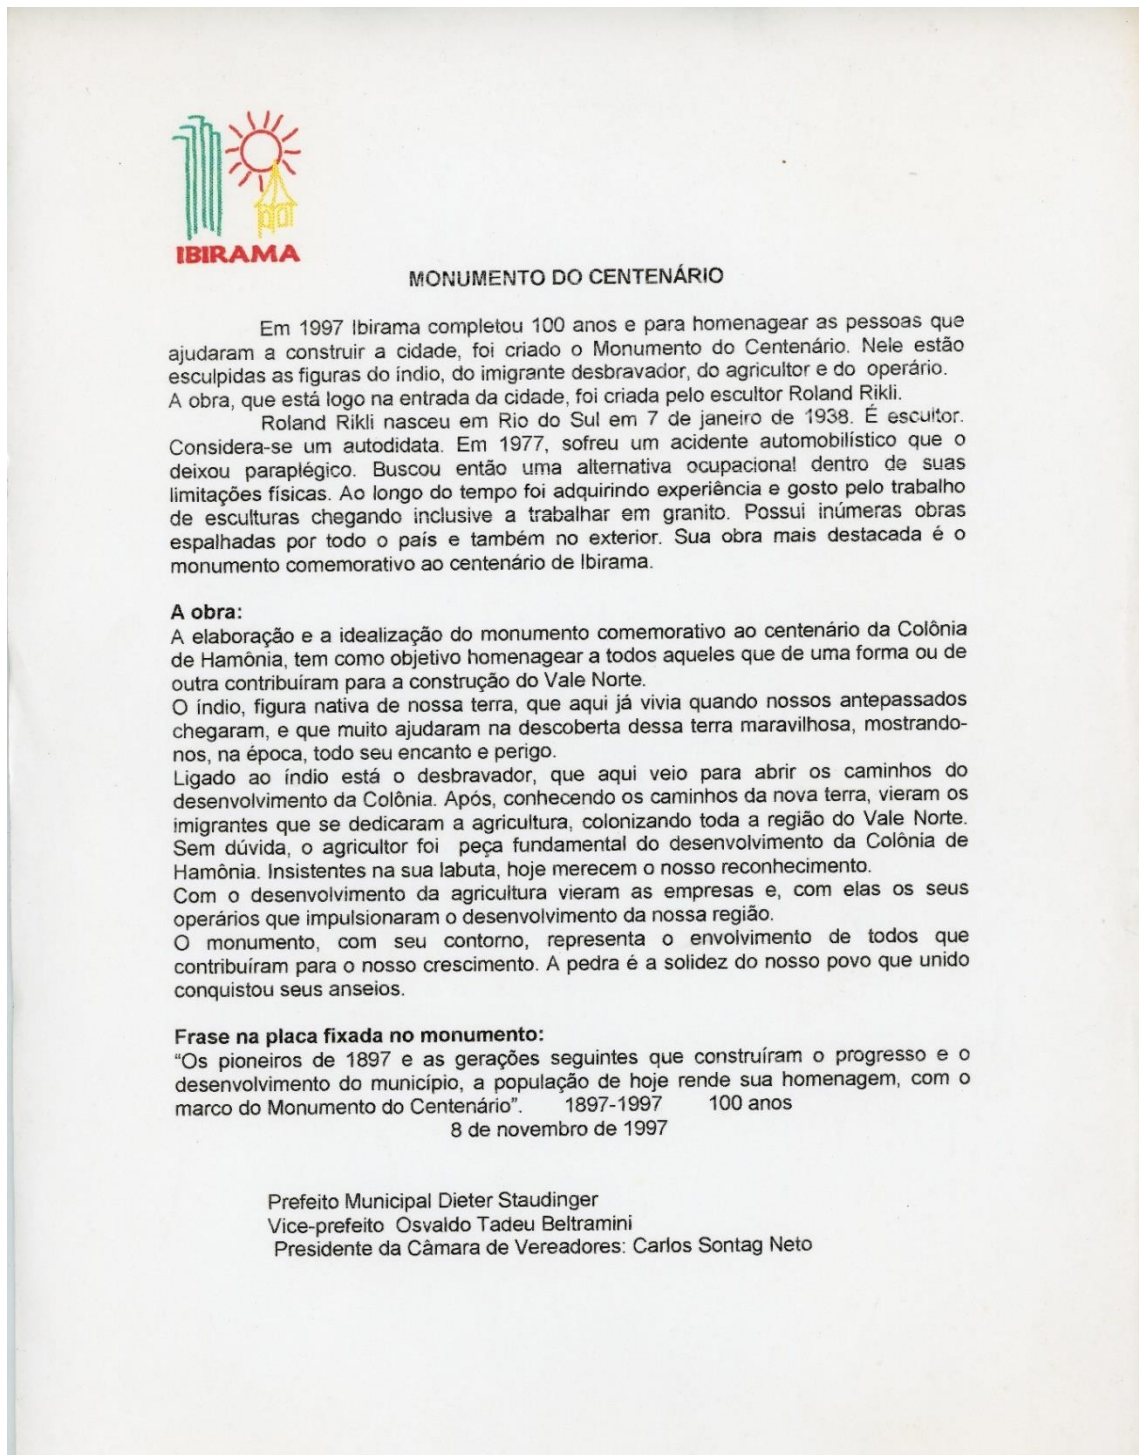 IBIRAMA
MONUMENTO DO CENTENÁRIO
Em 1997 Ibirama completou 100 anos e para homenagear as pessoas que
ajudaram a construir a cidade, foi criado o Monumento do Centenário. Nele estão
esculpidas as figuras do índio, do imigrante desbravador, do agricultor e do operário.
A obra, que está logo na entrada da cidade, foi criada pelo escultor Roland Rikli.
Roland Rikli nasceu em Rio do Sul em 7 de janeiro de 1938. É escultor.
Considera-se um autodidata. Em 1977, sofreu um acidente automobilístico que o
deixou paraplégico. Buscou então uma alternativa ocupacional dentro de suas
limitações físicas. Ao longo do tempo foi adquirindo experiência e gosto pelo trabalho
de esculturas chegando inclusive a trabalhar em granito. Possui inúmeras obras
espalhadas por todo o país e também no exterior. Sua obra mais destacada é o
monumento comemorativo ao centenário de Ibirama.
A obra:
A elaboração e a idealização do monumento comemorativo ao centenário da Colônia
de Hamônia, tem como objetivo homenagear a todos aqueles que de uma forma ou de
outra contribuíram para a construção do Vale Norte.
O índio, figura nativa de nossa terra, que aqui já vivia quando nossos antepassados
chegaram, e que muito ajudaram na descoberta dessa terra maravilhosa, mostrando-
nos, na época, todo seu encanto e perigo.
Ligado ao índio está o desbravador, que aqui veio para abrir os caminhos do
desenvolvimento da Colônia. Após, conhecendo os caminhos da nova terra, vieram os
imigrantes que se dedicaram a agricultura, colonizando toda a região do Vale Norte.
Sem dúvida, o agricultor foi peça fundamental do desenvolvimento da Colônia de
Hamônia. Insistentes na sua labuta, hoje merecem o nosso reconhecimento.
Com o desenvolvimento da agricultura vieram as empresas e, com elas os seus
operários que impulsionaram o desenvolvimento da nossa região.
O monumento, com seu contorno, representa o envolvimento de todos que
contribuíram para o nosso crescimento. A pedra é a solidez do nosso povo que unido
conquistou seus anseios.
Frase na placa fixada no monumento:
“Os pioneiros de 1897 e as gerações seguintes que construíram o progresso e o
desenvolvimento do município, a população de hoje rende sua homenagem, com o
marco do Monumento do Centenário”. 1897-1997 100 anos
8 de novembro de 1997
Prefeito Municipal Dieter Staudinger
Vice-prefeito Osvaldo Tadeu Beltramini
Presidente da Câmara de Vereadores: Carlos Sontag Neto